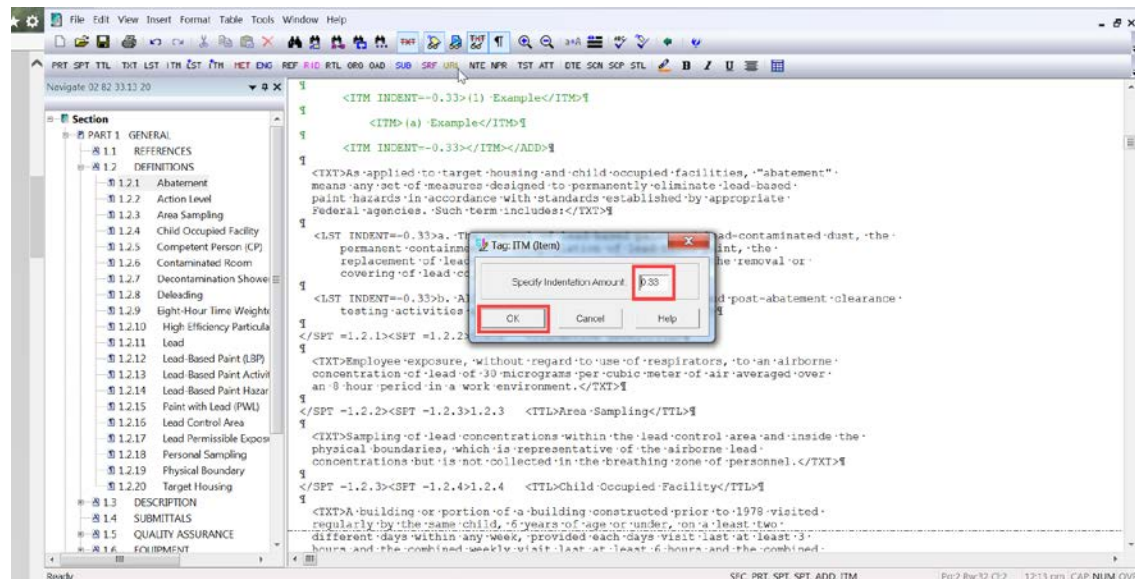 File Edit View Insert Format Table Tools Window Help
PRT SPT TTL TXT LST ITM LST ITM MET ENG REF RID RTL ORG OAD SUB SRF URL NTE NPR TST ATT DTE SCN SCP STL B I U
Navigate 02 82 33.13 20
Section
PART 1 GENERAL
1.1 REFERENCES
1.2 DEFINITIONS
1.2.1 Abatement
1.2.2 Action Level
1.2.3 Area Sampling
1.2.4 Child Occupied Facility
1.2.5 Competent Person (CP)
1.2.6 Contaminated Room
1.2.7 Decontamination Showe
1.2.8 Deleading
1.2.9 Eight-Hour Time Weighte
1.2.10 High Efficiency Particula
1.2.11 Lead
1.2.12 Lead-Based Paint (LBP)
1.2.13 Lead-Based Paint Activit
1.2.14 Lead-Based Paint Hazar
1.2.15 Paint with Lead (PWL)
1.2.16 Lead Control Area
1.2.17 Lead Permissible Exposu
1.2.18 Personal Sampling
1.2.19 Physical Boundary
1.2.20 Target Housing
1.3 DESCRIPTION
1.4 SUBMITTALS
1.5 QUALITY ASSURANCE
1.6 EQUIPMENT
¶
<ITM INDENT=-0.33>(1)·Example</ITM>¶
¶
<ITM>(a)·Example</ITM>¶
¶
<ITM INDENT=-0.33></ITM></ADD>¶
¶
<TXT>As·applied·to·target·housing·and·child·occupied·facilities,·"abatement"·
means·any·set·of·measures·designed·to·permanently·eliminate·lead-based·
paint·hazards·in·accordance·with·standards·established·by·appropriate·
Federal·agencies.·Such·term·includes:</TXT>¶
¶
<LST INDENT=-0.33>a.·Th ad-contaminated·dust,·the·
permanent·containme int,·the·
replacement·of·lea he·removal·or·
covering·of·lead·co
¶
<LST INDENT=-0.33>b.·Al d·post-abatement·clearance·
testing·activities
¶
</SPT =1.2.1><SPT =1.2.2>
¶
<TXT>Employee·exposure,·without·regard·to·use·of·respirators,·to·an·airborne·
concentration·of·lead·of·30·micrograms·per·cubic·meter·of·air·averaged·over·
an·8·hour·period·in·a·work·environment.</TXT>¶
¶
</SPT =1.2.2><SPT =1.2.3>1.2.3 <TTL>Area·Sampling</TTL>¶
¶
<TXT>Sampling·of·lead·concentrations·within·the·lead·control·area·and·inside·the·
physical·boundaries,·which·is·representative·of·the·airborne·lead·
concentrations·but·is·not·collected·in·the·breathing·zone·of·personnel.</TXT>¶
¶
</SPT =1.2.3><SPT =1.2.4>1.2.4 <TTL>Child·Occupied·Facility</TTL>¶
¶
<TXT>A·building·or·portion·of·a·building·constructed·prior·to·1978·visited·
regularly·by·the·same·child,·6·years·of·age·or·under,·on·a·least·two·
different·days·within·any·week,·provided·each·days·visit·last·at·least·3·
hours·and·the·combined·weekly·visit·last·at·least·6·hours·and·the·combined·
Tag: ITM (Item)
Specify Indentation Amount: 0.33
OK Cancel Help
Ready SEC PRT SPT SPT ADD ITM 12:13 pm CAP NUM OV